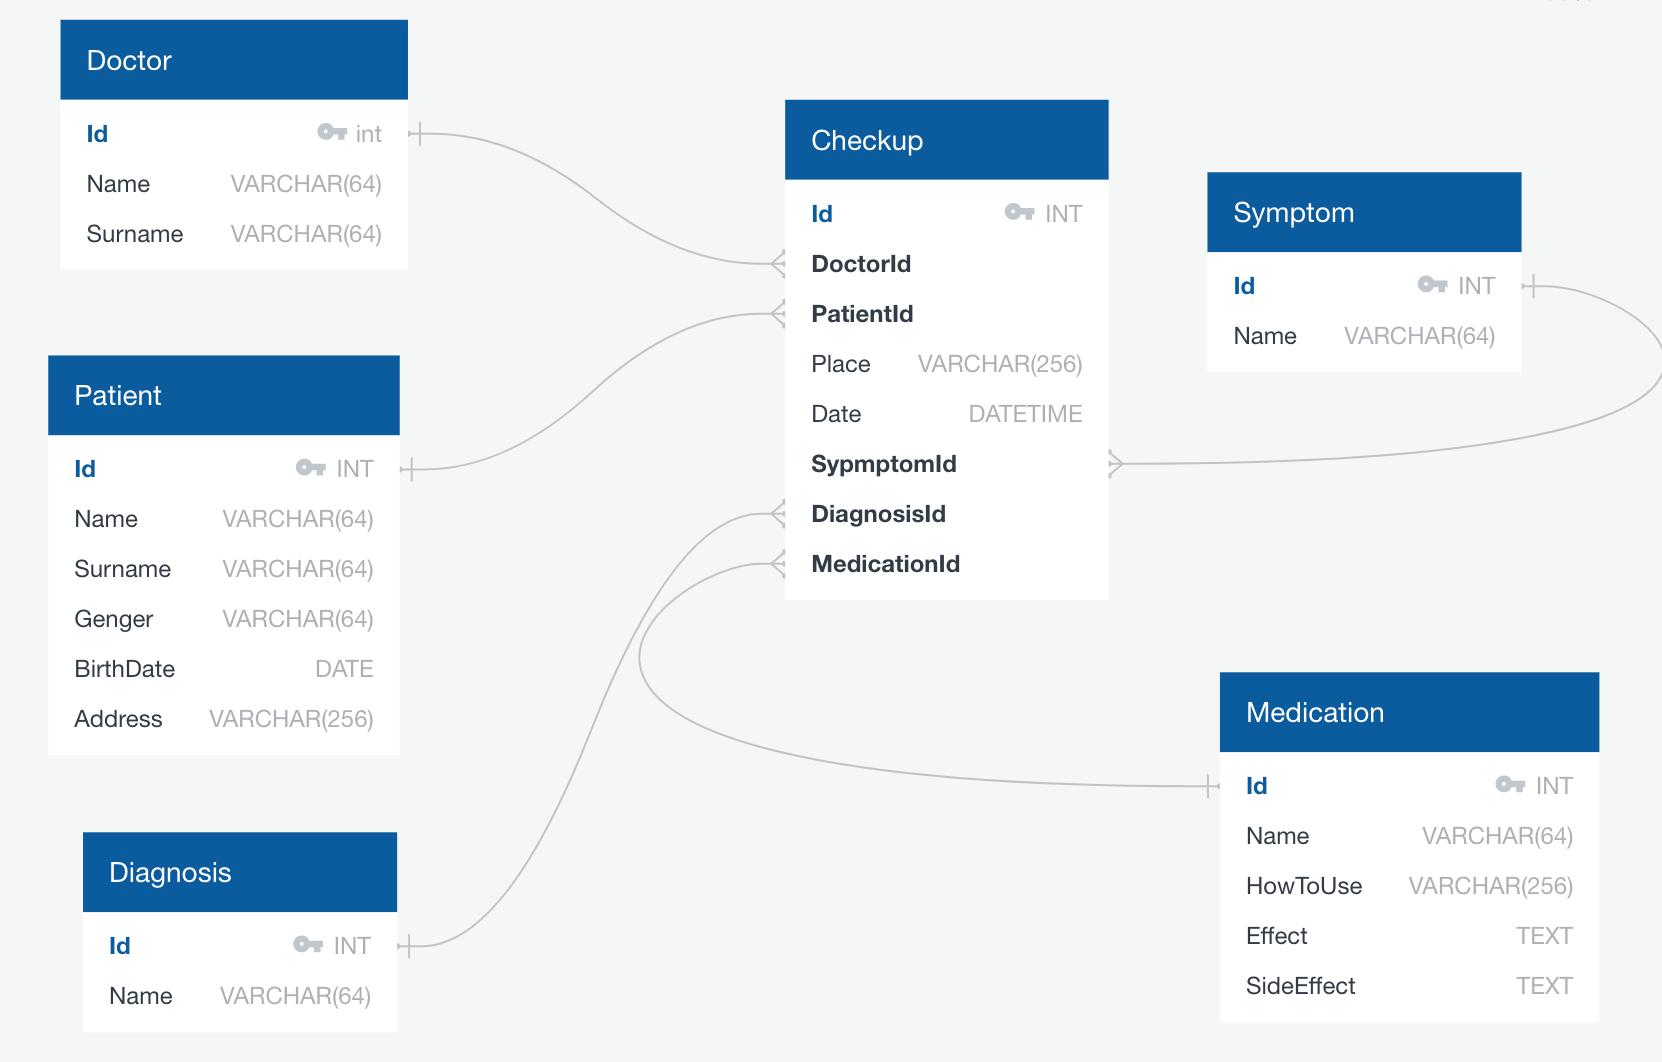 Doctor
Id int
Name VARCHAR(64)
Surname VARCHAR(64)
Patient
Id INT
Name VARCHAR(64)
Surname VARCHAR(64)
Genger VARCHAR(64)
BirthDate DATE
Address VARCHAR(256)
Diagnosis
Id INT
Name VARCHAR(64)
Checkup
Id INT
DoctorId
PatientId
Place VARCHAR(256)
Date DATETIME
SypmptomId
DiagnosisId
MedicationId
Symptom
Id INT
Name VARCHAR(64)
Medication
Id INT
Name VARCHAR(64)
HowToUse VARCHAR(256)
Effect TEXT
SideEffect TEXT